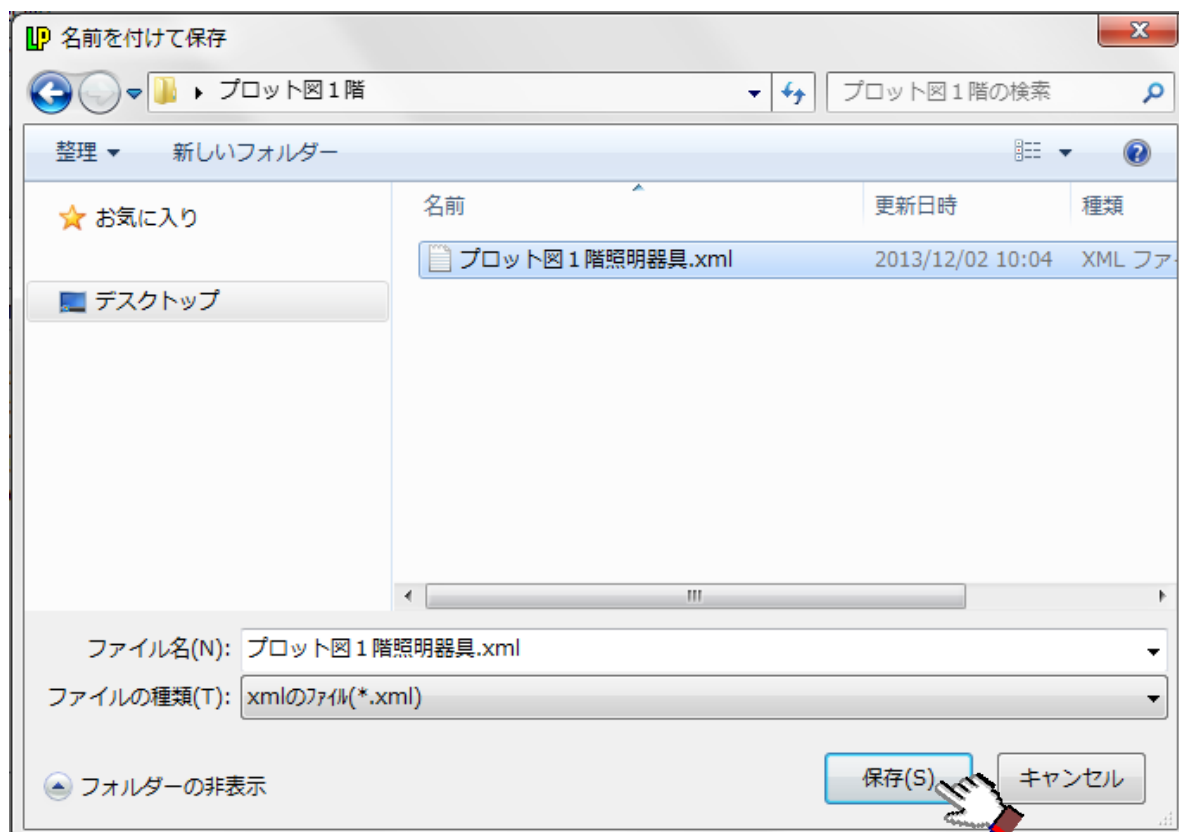 LP 名前を付けて保存
プロット図1階 プロット図1階の検索
整理 新しいフォルダー
お気に入り
デスクトップ
名前 更新日時 種類
プロット図1階照明器具.xml 2013/12/02 10:04 XML ファ
ファイル名(N): プロット図1階照明器具.xml
ファイルの種類(T): xmlのﾌｧｲﾙ(*.xml)
フォルダーの非表示 保存(S) キャンセル